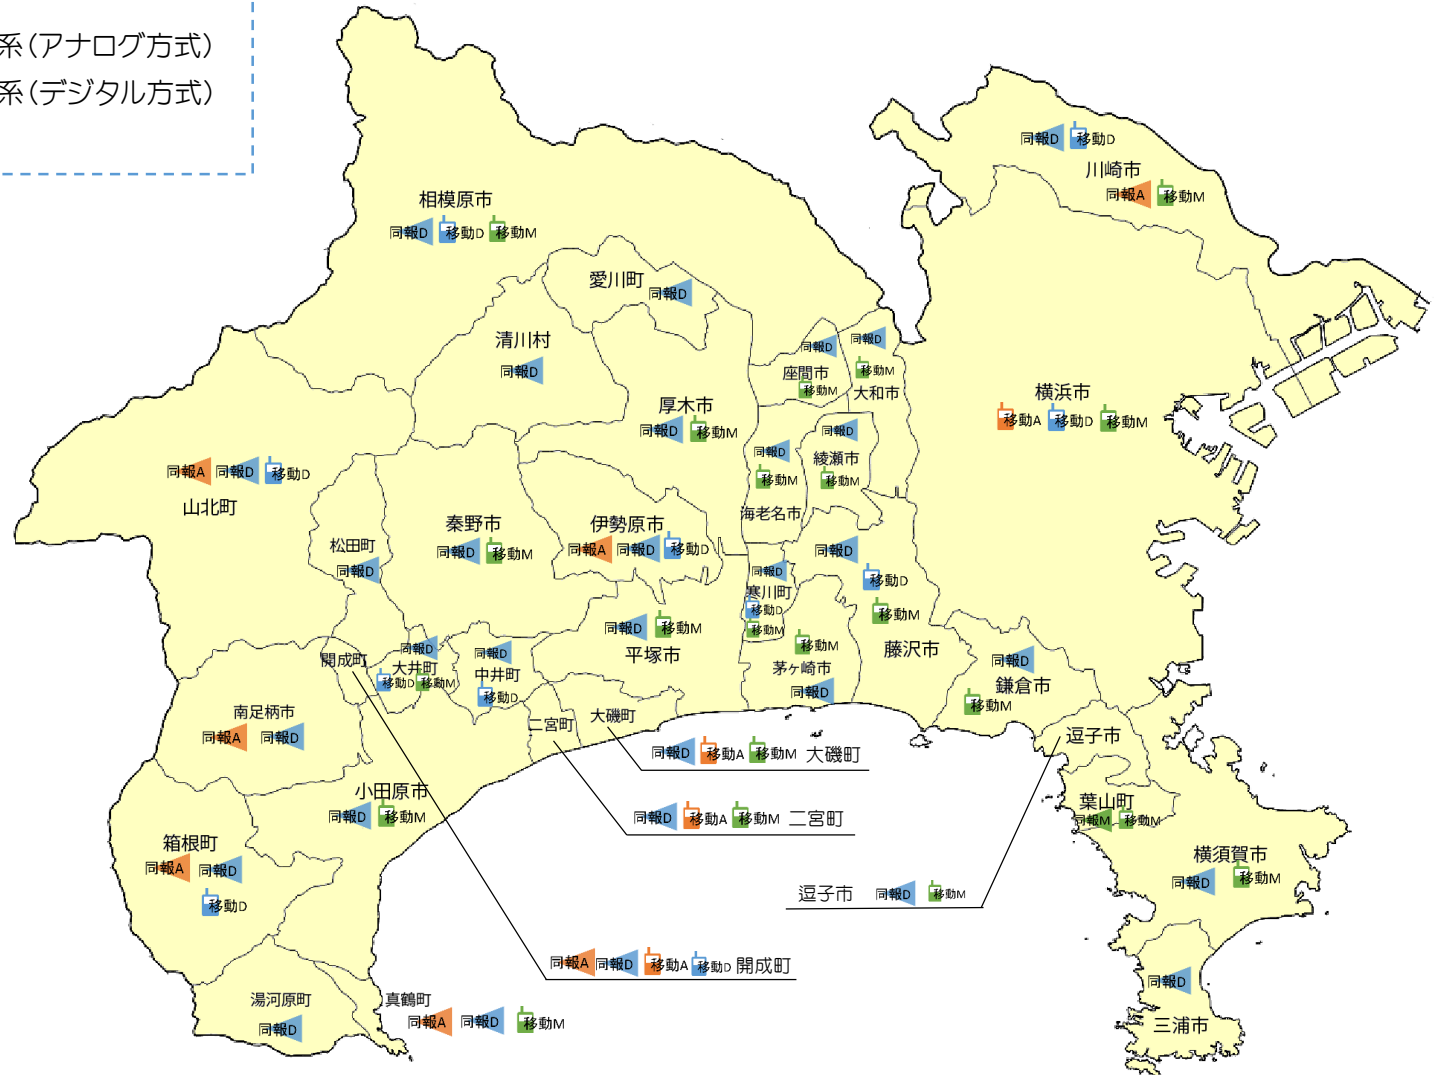 系（アナログ方式）
系（デジタル方式）
同報D 移動D
川崎市
同報A 移動M
相模原市
同報D 移動D 移動M
愛川町
同報D
清川村
同報D
同報D
座間市
移動M
同報D
移動M
大和市
厚木市
同報D 移動M
横浜市
移動A 移動D 移動M
同報D
移動M
海老名市
同報D
綾瀬市
移動M
同報A 同報D 移動D
山北町
松田町
同報D
秦野市
同報D 移動M
伊勢原市
同報A 同報D 移動D
同報D
移動D
移動M
藤沢市
同報D
寒川町
移動D
移動M
同報D 移動M
平塚市
移動M
茅ヶ崎市
同報D
開成町
同報D
大井町
移動D 移動M
同報D
中井町
移動D
同報D
鎌倉市
移動M
南足柄市
同報A 同報D
二宮町
大磯町
逗子市
同報D 移動A 移動M 大磯町
小田原市
同報D 移動M
同報D 移動A 移動M 二宮町
葉山町
同報M 移動M
箱根町
同報A 同報D
移動D
横須賀市
同報D 移動M
逗子市 同報D 移動M
同報A 同報D 移動A 移動D 開成町
同報D
三浦市
湯河原町
同報D
真鶴町
同報A 同報D 移動M